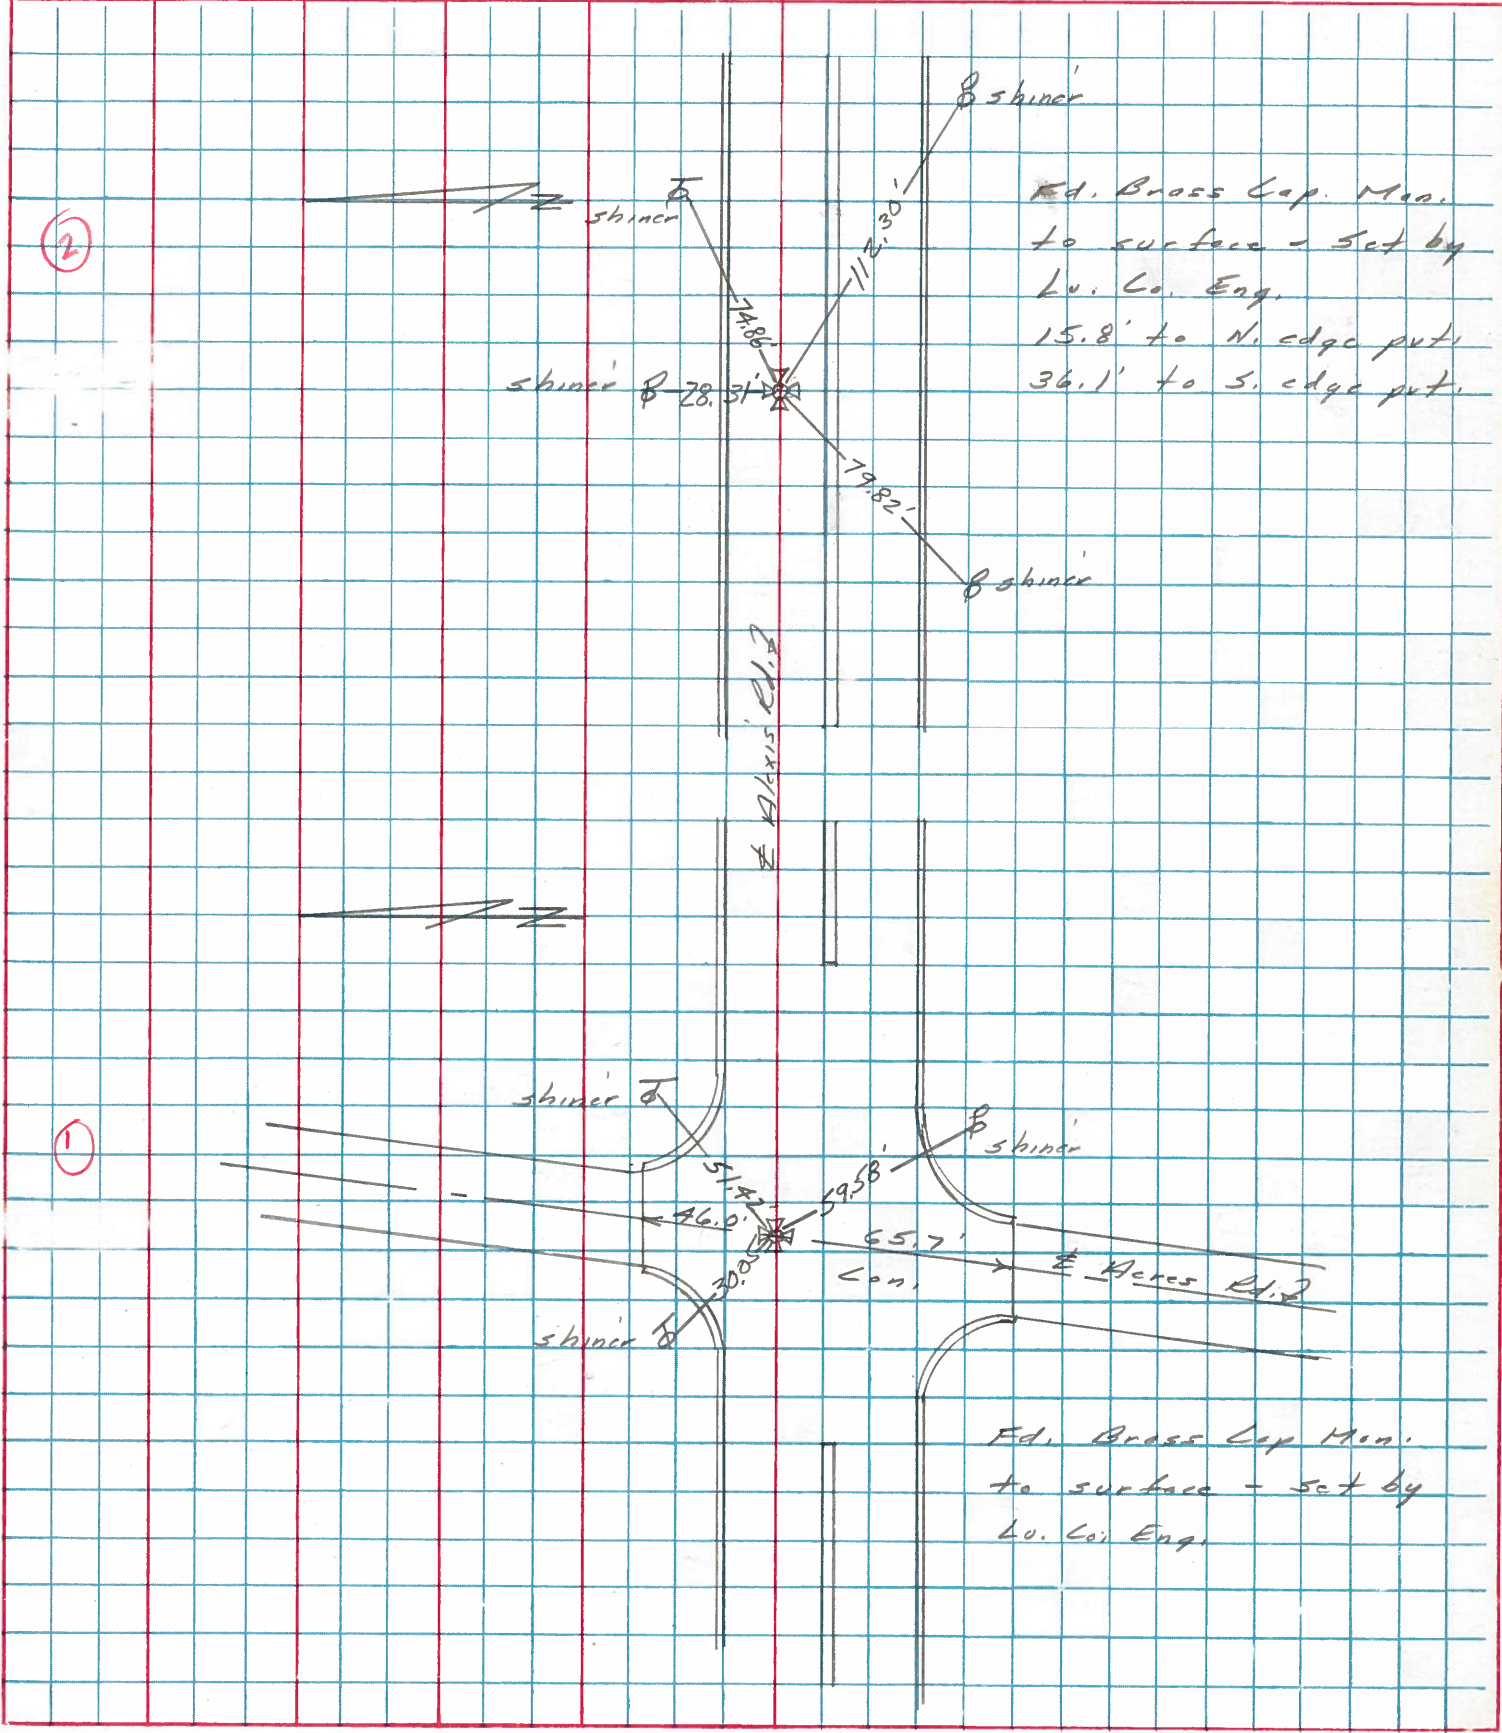 ②
N
shiner
shiner
74.86'
112.30'
Fd. Brass Cap. Mon.
to surface - Set by
Lu. Co. Eng.
15.8' to N. edge pvt.
36.1' to S. edge pvt.
shiner
28.31'
79.82'
shiner
℄ Alexis Rd.
N
①
shiner
shiner
51.42'
59.58'
46.0'
65.7'
Con.
30.05'
℄ Acres Rd.
shiner
Fd. Brass Cap Mon.
to surface - set by
Lu. Co. Eng.